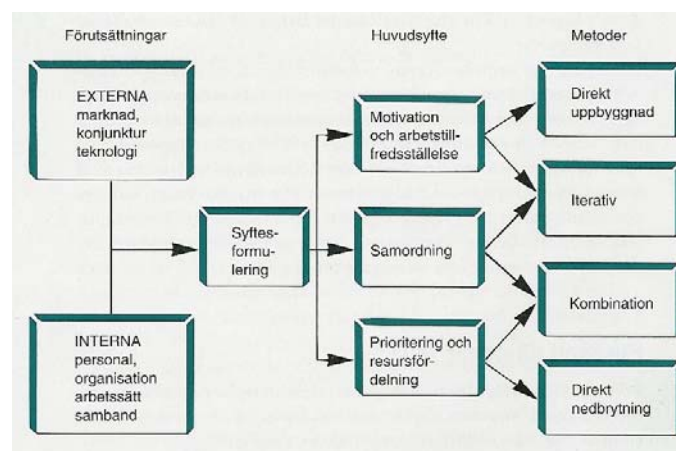 Förutsättningar
Huvudsyfte
Metoder
EXTERNA
marknad,
konjunktur
teknologi
INTERNA
personal,
organisation
arbetssätt
samband
Syftes-
formu-
lering
Motivation
och arbetstill-
fredsställelse
Samordning
Prioritering och
resursför-
delning
Direkt
uppbyggnad
Iterativ
Kombination
Direkt
nedbrytning